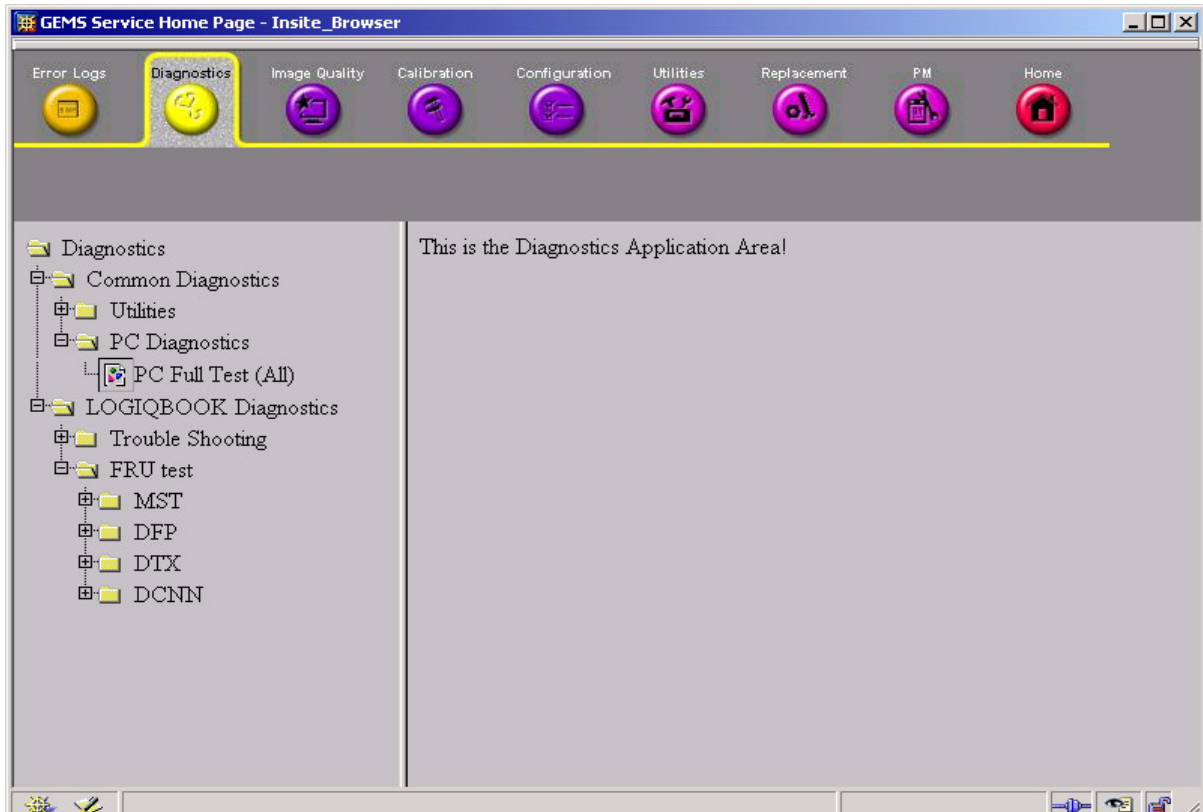 GEMS Service Home Page - Insite_Browser
Error Logs Diagnostics Image Quality Calibration Configuration Utilities Replacement PM Home
Diagnostics
Common Diagnostics
Utilities
PC Diagnostics
PC Full Test (All)
LOGIQBOOK Diagnostics
Trouble Shooting
FRU test
MST
DFP
DTX
DCNN
This is the Diagnostics Application Area!